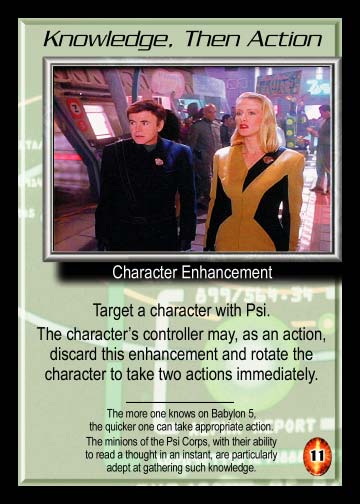 Knowledge, Then Action
Character Enhancement
Target a character with Psi.
The character's controller may, as an action,
discard this enhancement and rotate the
character to take two actions immediately.
The more one knows on Babylon 5,
the quicker one can take appropriate action.
The minions of the Psi Corps, with their ability
to read a thought in an instant, are particularly
adept at gathering such knowledge.
11